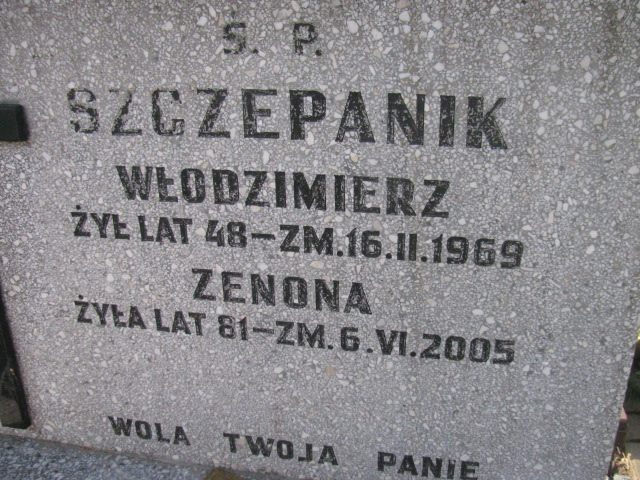 S. P.
SZCZEPANIK
WŁODZIMIERZ
ŻYŁ LAT 48-ZM.16.II.1969
ZENONA
ŻYŁA LAT 81-ZM.6.VI.2005
WOLA TWOJA PANIE